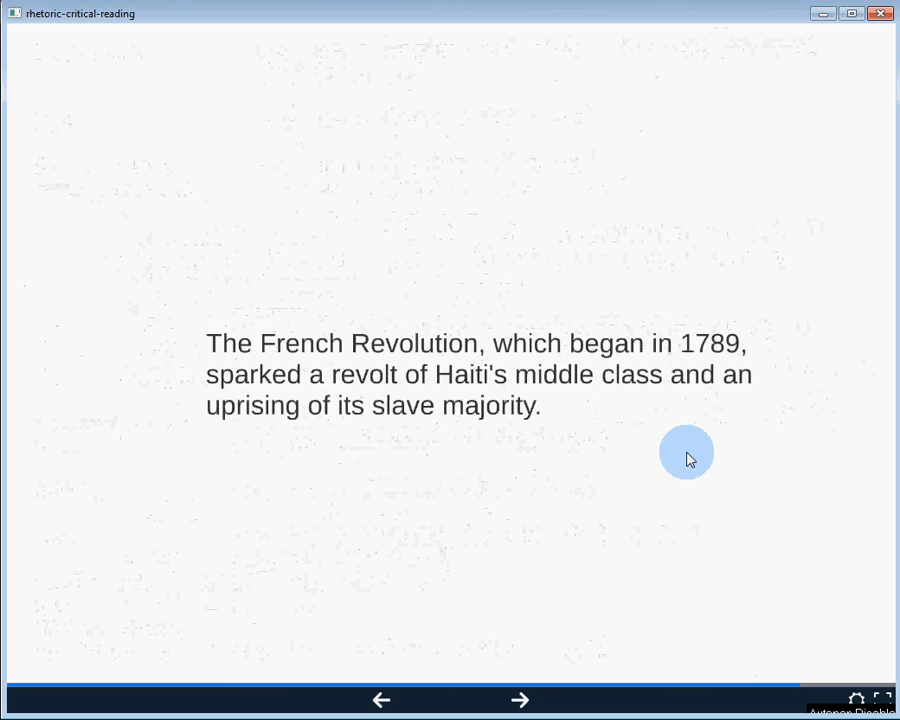 rhetoric-critical-reading
The French Revolution, which began in 1789,
sparked a revolt of Haiti's middle class and an
uprising of its slave majority.